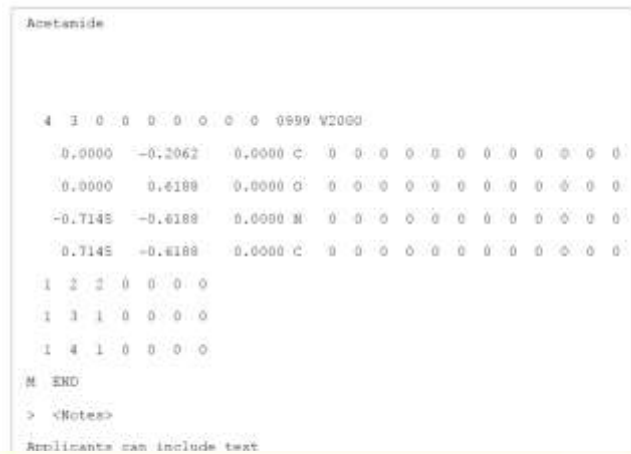 Acetamide
4 3 0 0 0 0 0 0 0 0999 V2000
0.0000 -0.2062 0.0000 C 0 0 0 0 0 0 0 0 0 0 0 0
0.0000 0.6188 0.0000 O 0 0 0 0 0 0 0 0 0 0 0 0
-0.7145 -0.6188 0.0000 N 0 0 0 0 0 0 0 0 0 0 0 0
0.7145 -0.6188 0.0000 C 0 0 0 0 0 0 0 0 0 0 0 0
1 2 2 0 0 0 0
1 3 1 0 0 0 0
1 4 1 0 0 0 0
M END
> <Notes>
Applicants can include text